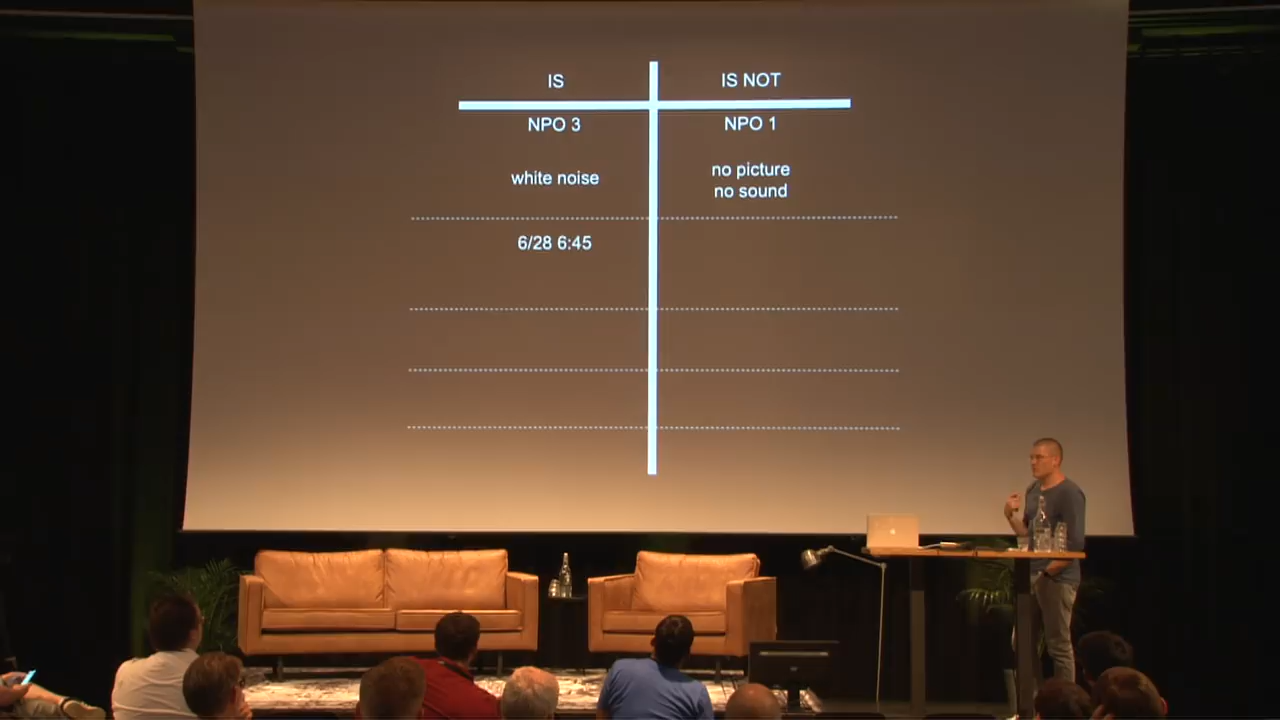 IS
IS NOT
NPO 3
NPO 1
white noise
no picture
no sound
6/28 6:45